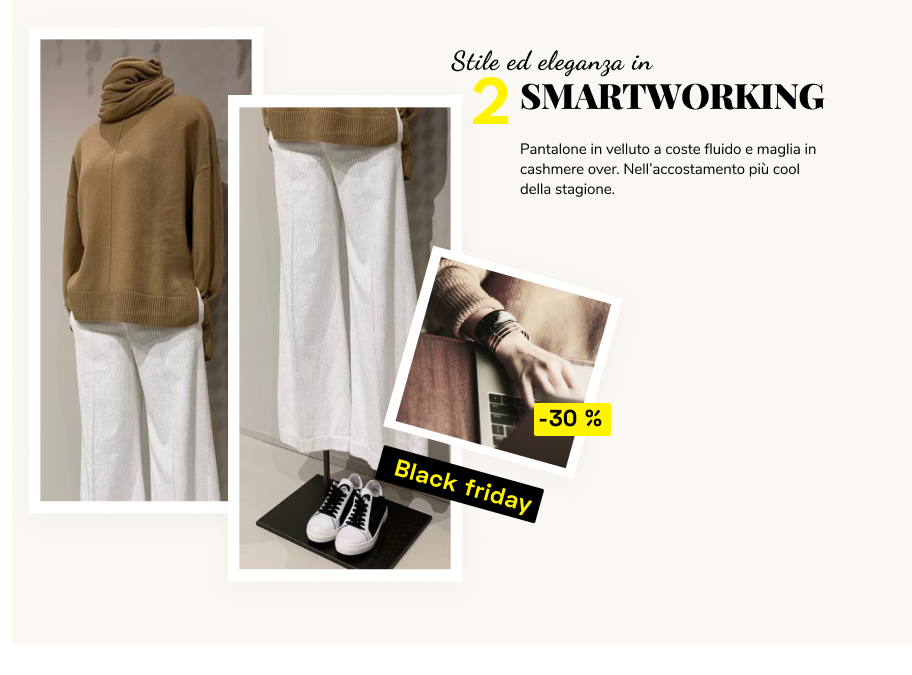 Stile ed eleganza in
2 SMARTWORKING
Pantalone in velluto a coste fluido e maglia in
cashmere over. Nell'accostamento più cool
della stagione.
-30 %
Black friday